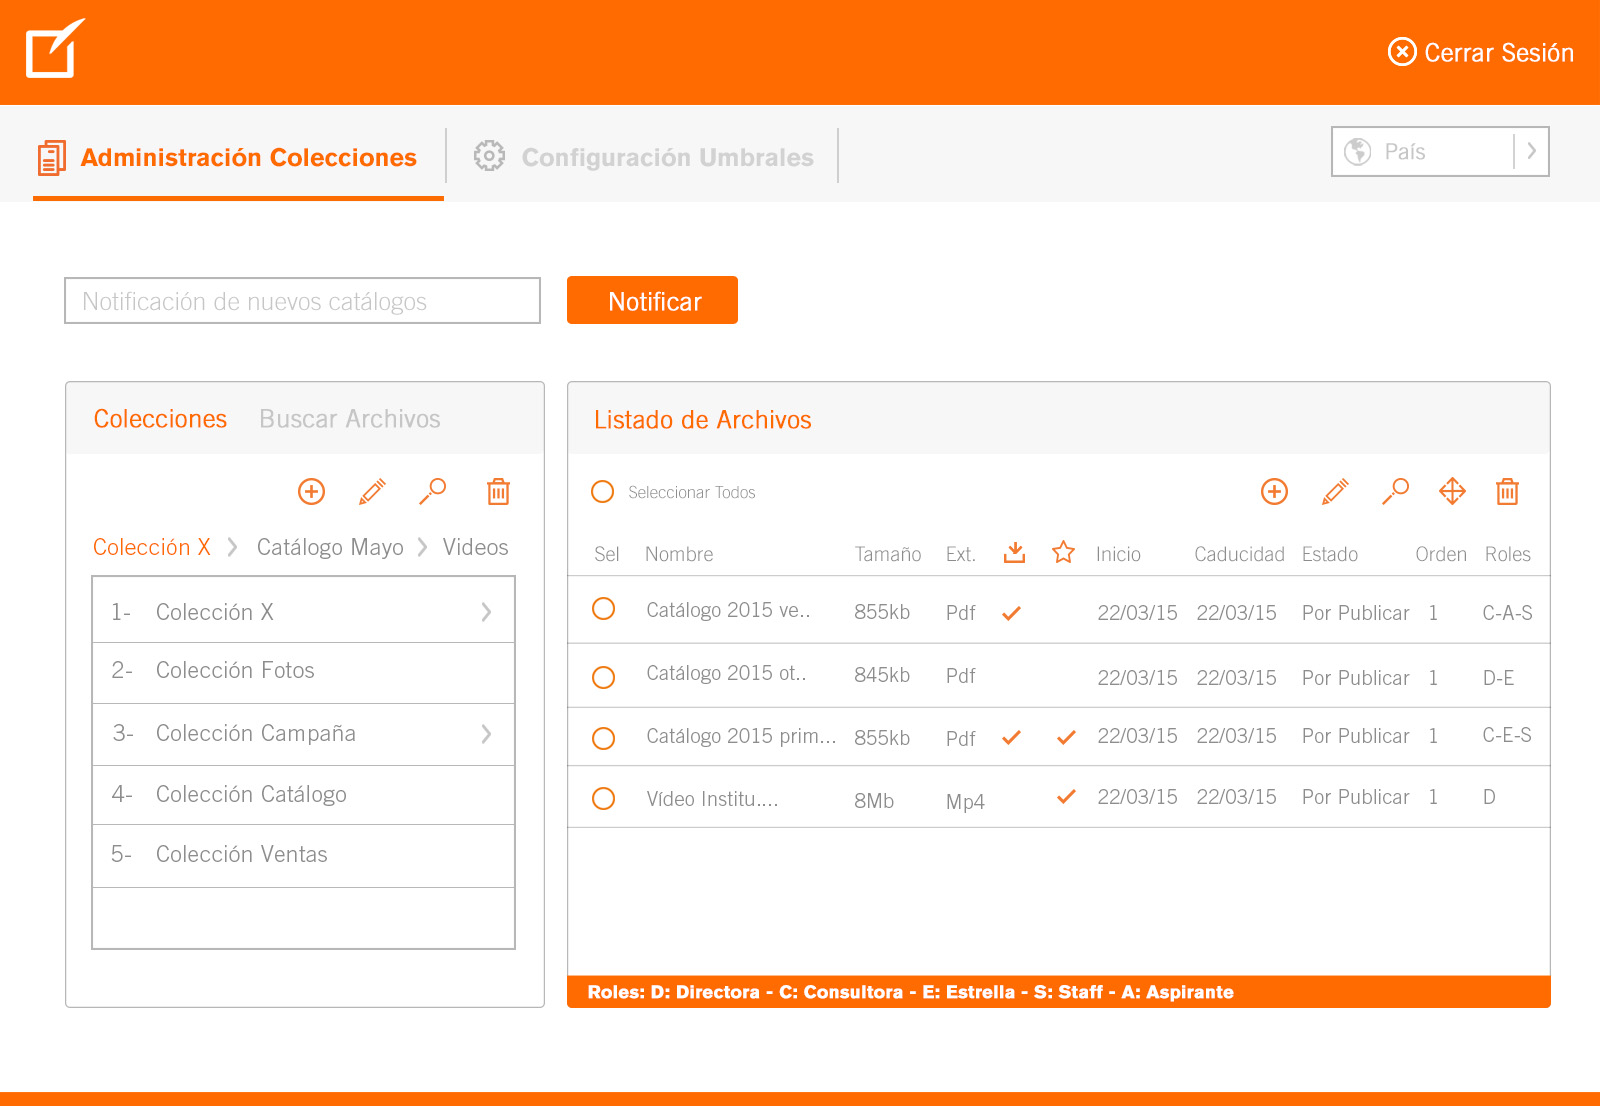 Cerrar Sesión
Administración Colecciones
Configuración Umbrales
País
Notificación de nuevos catálogos
Notificar
Colecciones Buscar Archivos
Colección X Catálogo Mayo Videos
1- Colección X
2- Colección Fotos
3- Colección Campaña
4- Colección Catálogo
5- Colección Ventas
Listado de Archivos
Seleccionar Todos
Sel Nombre Tamaño Ext. Inicio Caducidad Estado Orden Roles
Catálogo 2015 ve.. 855kb Pdf 22/03/15 22/03/15 Por Publicar 1 C-A-S
Catálogo 2015 ot.. 845kb Pdf 22/03/15 22/03/15 Por Publicar 1 D-E
Catálogo 2015 prim... 855kb Pdf 22/03/15 22/03/15 Por Publicar 1 C-E-S
Vídeo Institu.... 8Mb Mp4 22/03/15 22/03/15 Por Publicar 1 D
Roles: D: Directora - C: Consultora - E: Estrella - S: Staff - A: Aspirante